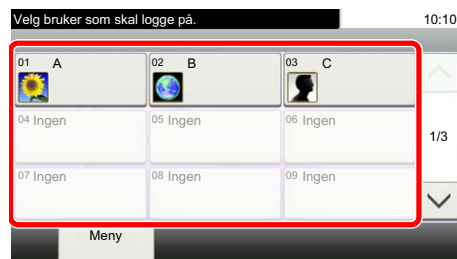 Velg bruker som skal logge på. 10:10
01 A 02 B 03 C
04 Ingen 05 Ingen 06 Ingen
1/3
07 Ingen 08 Ingen 09 Ingen
Meny